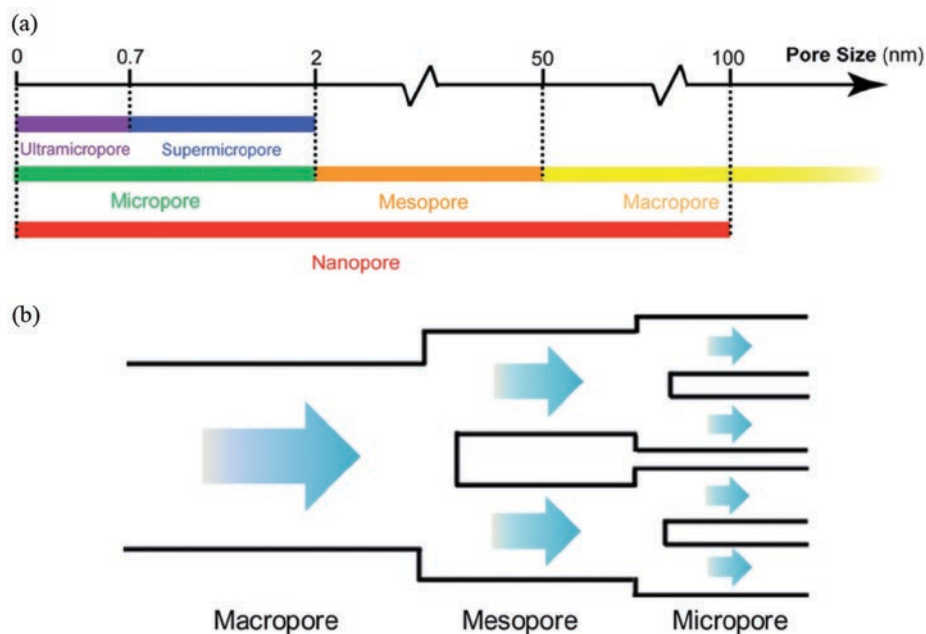 (a)
0 0.7 2 50 100 Pore Size (nm)
Ultramicropore Supermicropore
Micropore Mesopore Macropore
Nanopore
(b)
Macropore Mesopore Micropore